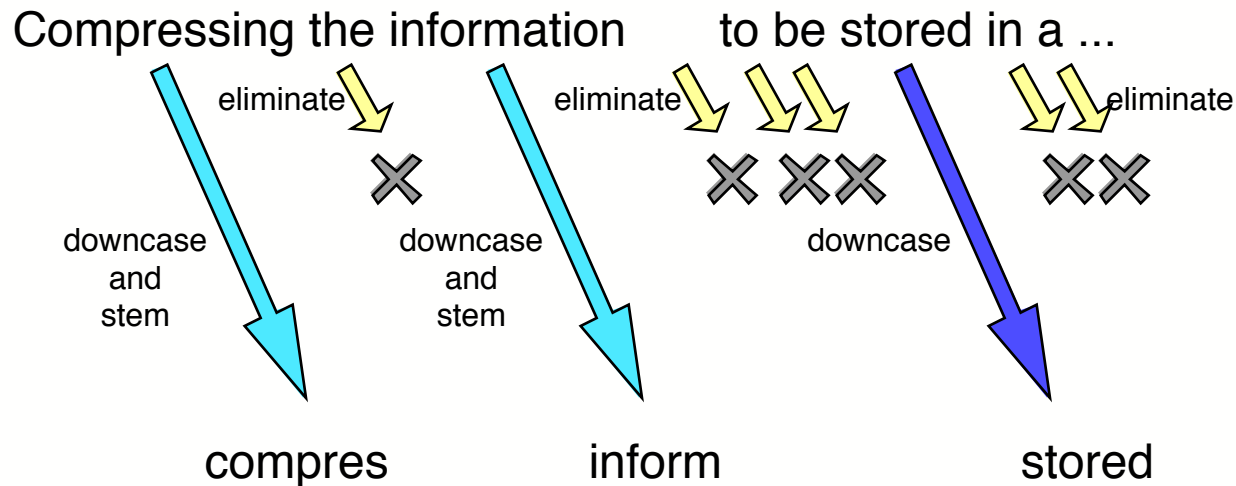 Compressing the information to be stored in a ...
eliminate eliminate eliminate
downcase and stem
downcase and stem
downcase
compres inform stored